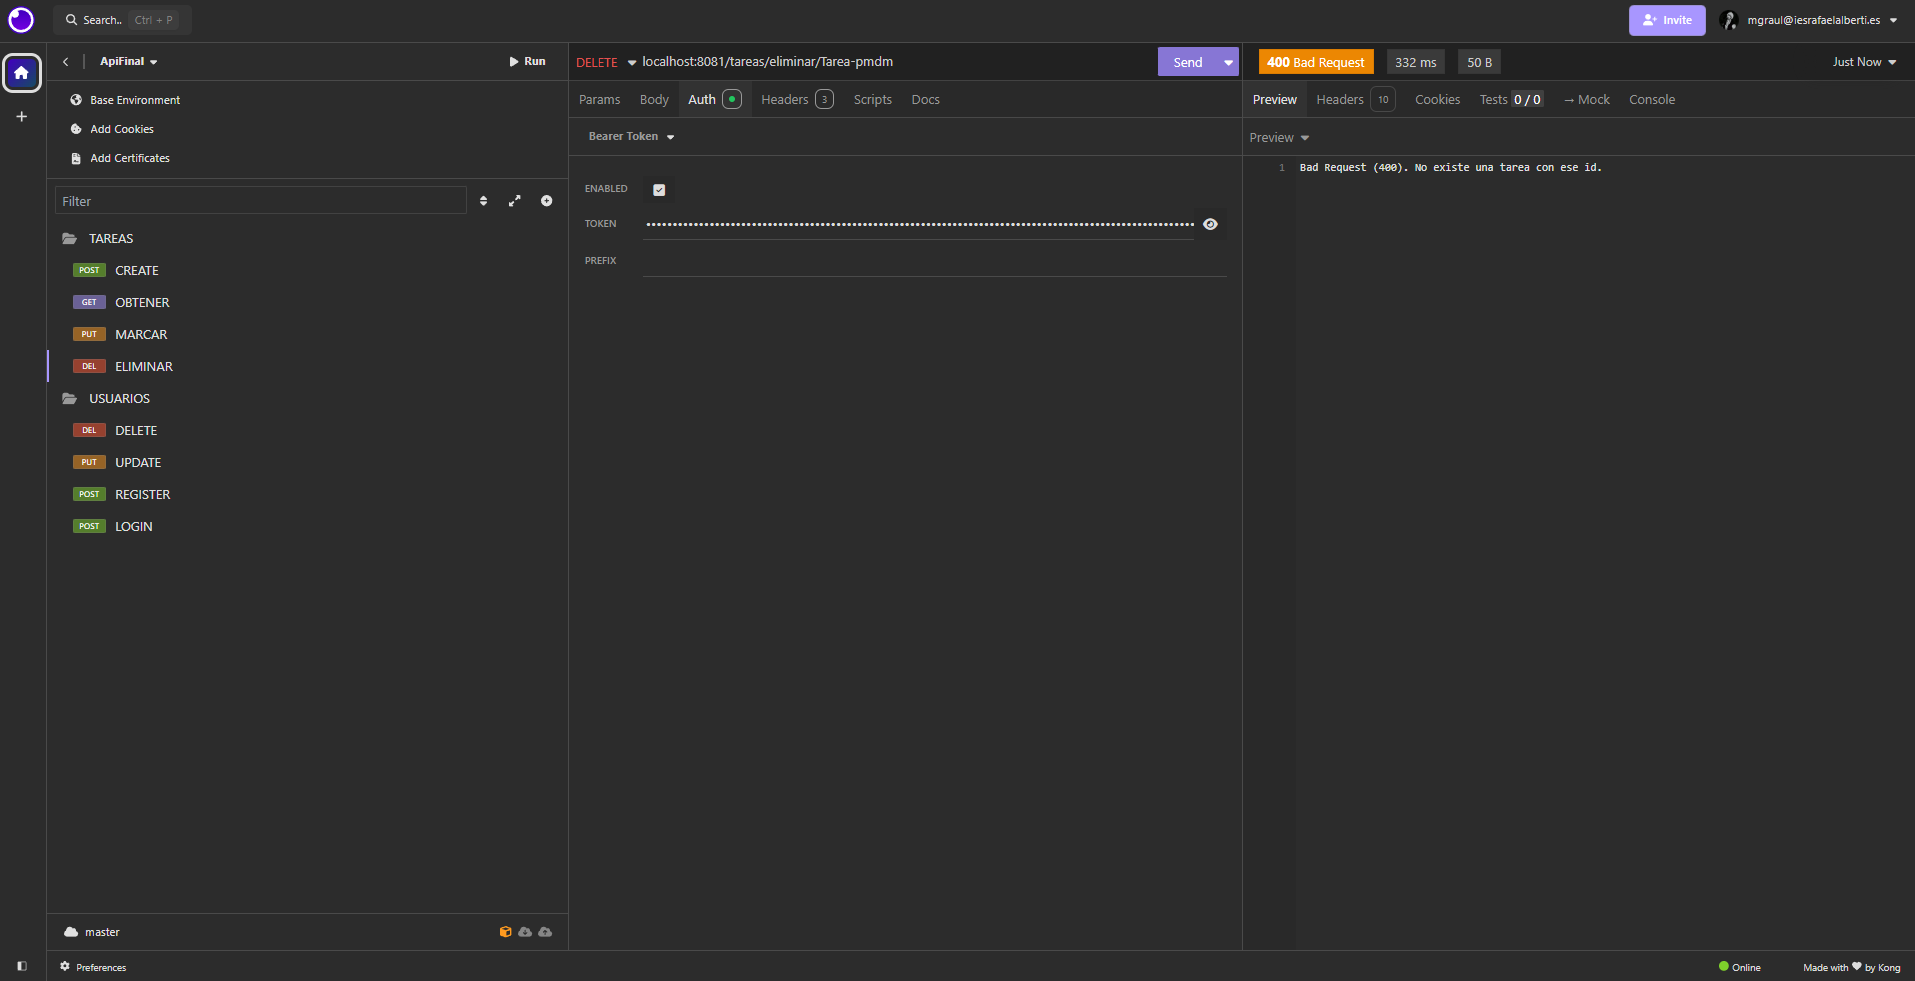 Search.. Ctrl + P
Invite
mgraul@iesrafaelalberti.es
ApiFinal
Run
Base Environment
Add Cookies
Add Certificates
Filter
TAREAS
POST CREATE
GET OBTENER
PUT MARCAR
DEL ELIMINAR
USUARIOS
DEL DELETE
PUT UPDATE
POST REGISTER
POST LOGIN
master
Preferences
DELETE localhost:8081/tareas/eliminar/Tarea-pmdm
Send
Params Body Auth Headers 3 Scripts Docs
Bearer Token
ENABLED
TOKEN
PREFIX
400 Bad Request 332 ms 50 B
Just Now
Preview Headers 10 Cookies Tests 0 / 0 → Mock Console
Preview
1 Bad Request (400). No existe una tarea con ese id.
Online
Made with ♥ by Kong